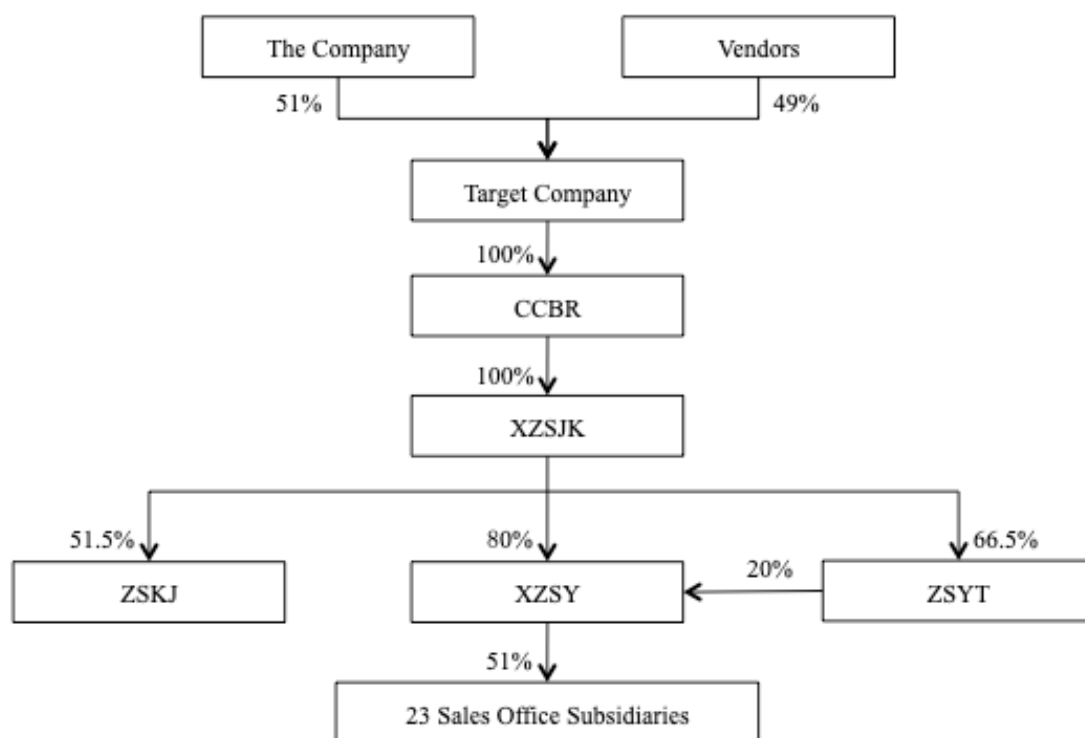 The Company
Vendors
51%
49%
Target Company
100%
CCBR
100%
XZSJK
51.5%
80%
66.5%
ZSKJ
XZSY
20%
ZSYT
51%
23 Sales Office Subsidiaries